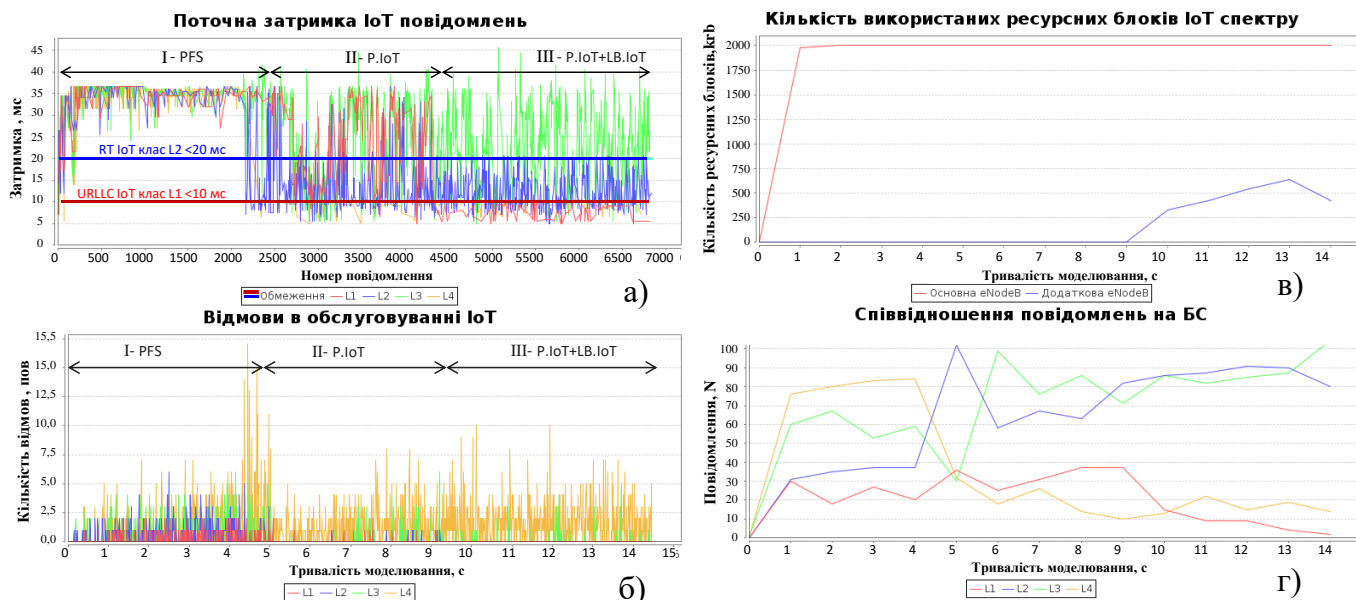 Поточна затримка IoT повідомлень
I - PFS
II - P.IoT
III - P.IoT+LB.IoT
RT IoT клас L2 <20 мс
URLLC IoT клас L1 <10 мс
Затримка , мс
45
40
35
30
25
20
15
10
5
0
0 500 1000 1500 2000 2500 3000 3500 4000 4500 5000 5500 6000 6500 7000
Номер повідомлення
Обмеження L1 L2 L3 L4
а)
Кількість використаних ресурсних блоків IoT спектру
Кількість ресурсних блоків,krb
2000
1750
1500
1250
1000
750
500
250
0
0 1 2 3 4 5 6 7 8 9 10 11 12 13 14
Тривалість моделювання, с
Основна eNodeB Додаткова eNodeB
в)
Відмови в обслуговуванні IoT
I- PFS
II- P.IoT
III- P.IoT+LB.IoT
Кількість відмов , пов
15,5
15,0
12,5
10,0
7,5
5,0
2,5
0,0
0 1 2 3 4 5 6 7 8 9 10 11 12 13 14 15
Тривалість моделювання, с
L1 L2 L3 L4
б)
Співвідношення повідомлень на БС
Повідомлення, N
100
90
80
70
60
50
40
30
20
10
0
0 1 2 3 4 5 6 7 8 9 10 11 12 13 14
Тривалість моделювання, с
L1 L2 L3 L4
г)